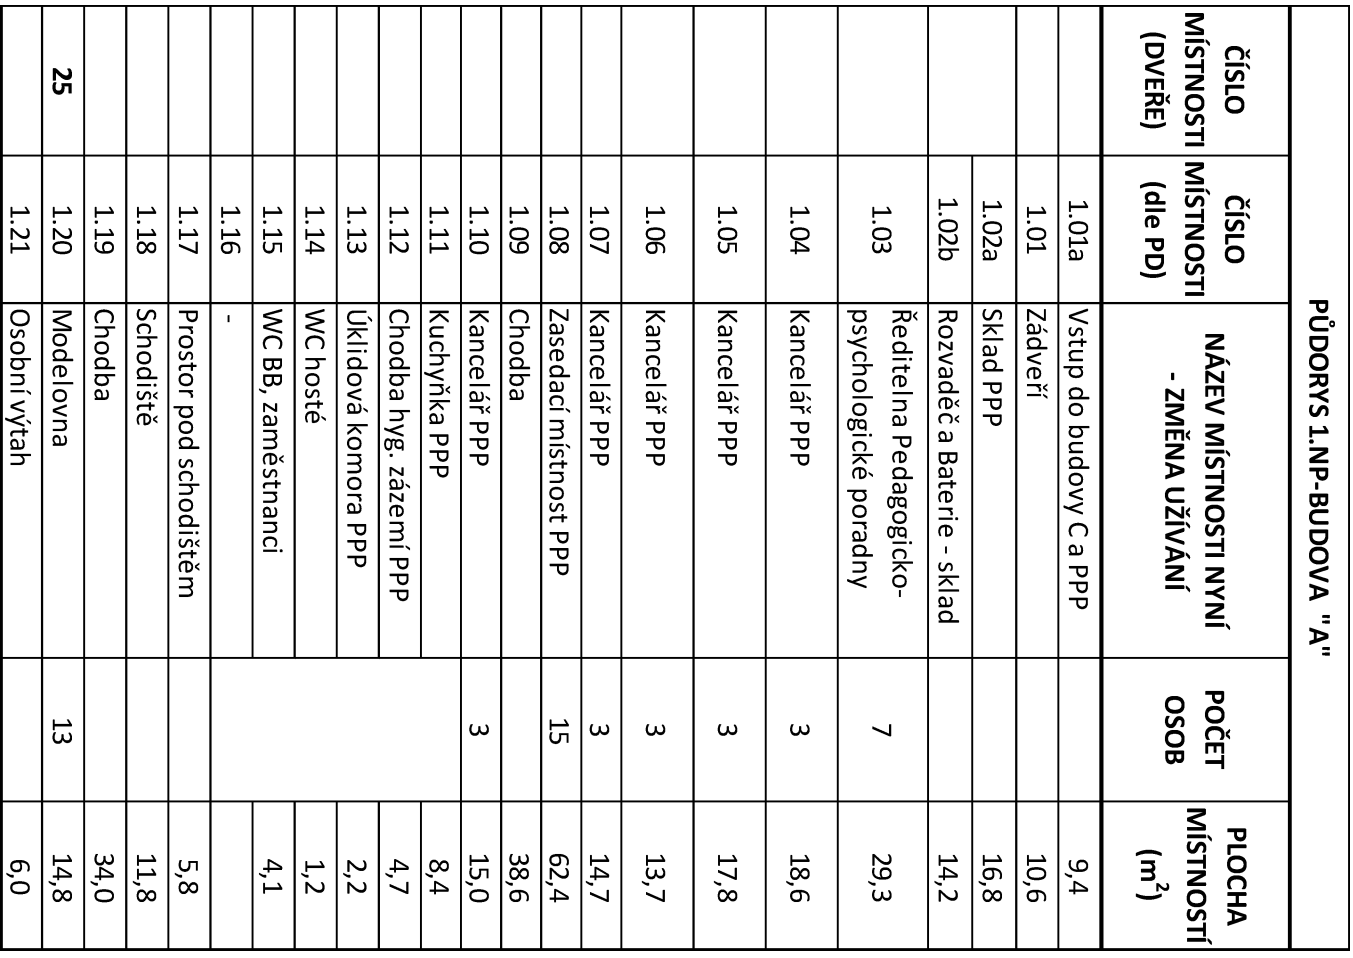 PŮDORYS 1.NP-BUDOVA "A"
ČÍSLO MÍSTNOSTI (DVEŘE) ČÍSLO MÍSTNOSTI (dle PD) NÁZEV MÍSTNOSTI NYNÍ - ZMĚNA UŽÍVÁNÍ POČET OSOB PLOCHA MÍSTNOSTÍ (m²)
1.01a Vstup do budovy C a PPP 9,4
1.01 Zádveří 10,6
1.02a Sklad PPP 16,8
1.02b Rozvaděč a Baterie - sklad 14,2
1.03 Ředitelna Pedagogicko-psychologické poradny 7 29,3
1.04 Kancelář PPP 3 18,6
1.05 Kancelář PPP 3 17,8
1.06 Kancelář PPP 3 13,7
1.07 Kancelář PPP 3 14,7
1.08 Zasedací místnost PPP 15 62,4
1.09 Chodba 38,6
1.10 Kancelář PPP 3 15,0
1.11 Kuchyňka PPP 8,4
1.12 Chodba hyg. zázemí PPP 4,7
1.13 Úklidová komora PPP 2,2
1.14 WC hosté 1,2
1.15 WC BB, zaměstnanci 4,1
1.16 -
1.17 Prostor pod schodištěm 5,8
1.18 Schodiště 11,8
1.19 Chodba 34,0
25 1.20 Modelovna 13 14,8
1.21 Osobní výtah 6,0